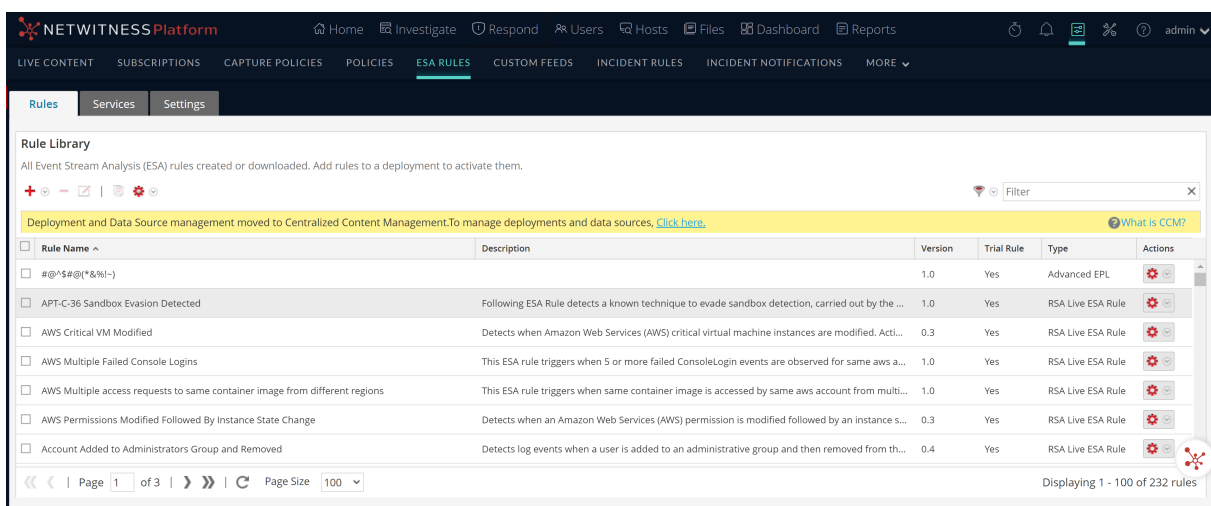 NETWITNESS Platform Home Investigate Respond Users Hosts Files Dashboard Reports admin
LIVE CONTENT SUBSCRIPTIONS CAPTURE POLICIES POLICIES ESA RULES CUSTOM FEEDS INCIDENT RULES INCIDENT NOTIFICATIONS MORE
Rules Services Settings
Rule Library
All Event Stream Analysis (ESA) rules created or downloaded. Add rules to a deployment to activate them.
Filter
Deployment and Data Source management moved to Centralized Content Management.To manage deployments and data sources, Click here. What is CCM?
Rule Name Description Version Trial Rule Type Actions
#@^$#@(*&%!~) 1.0 Yes Advanced EPL
APT-C-36 Sandbox Evasion Detected Following ESA Rule detects a known technique to evade sandbox detection, carried out by the ... 1.0 Yes RSA Live ESA Rule
AWS Critical VM Modified Detects when Amazon Web Services (AWS) critical virtual machine instances are modified. Acti... 0.3 Yes RSA Live ESA Rule
AWS Multiple Failed Console Logins This ESA rule triggers when 5 or more failed ConsoleLogin events are observed for same aws a... 1.0 Yes RSA Live ESA Rule
AWS Multiple access requests to same container image from different regions This ESA rule triggers when same container image is accessed by same aws account from multi... 1.0 Yes RSA Live ESA Rule
AWS Permissions Modified Followed By Instance State Change Detects when an Amazon Web Services (AWS) permission is modified followed by an instance s... 0.3 Yes RSA Live ESA Rule
Account Added to Administrators Group and Removed Detects log events when a user is added to an administrative group and then removed from th... 0.4 Yes RSA Live ESA Rule
Page 1 of 3 Page Size 100 Displaying 1 - 100 of 232 rules